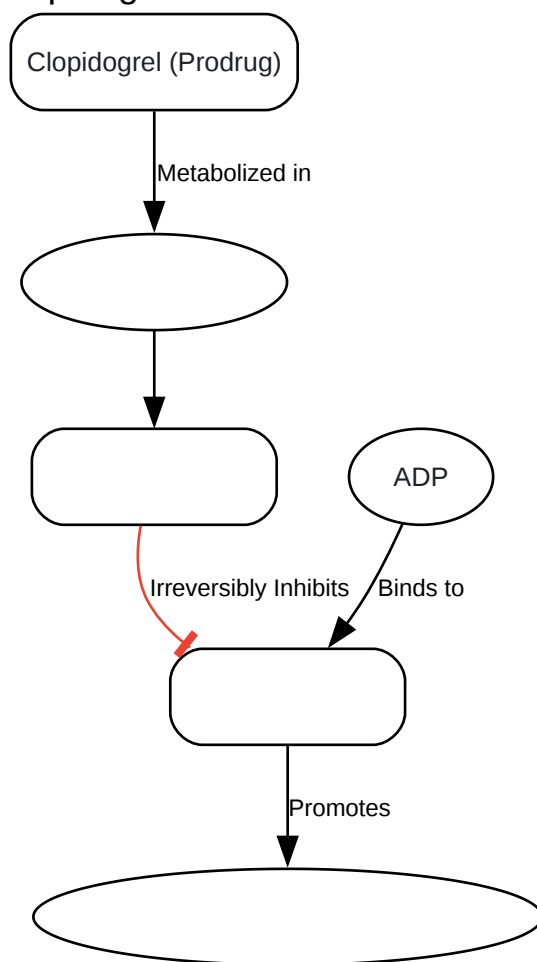 Clopidogrel (Prodrug)
Metabolized in
ADP
Irreversibly Inhibits
Binds to
Promotes